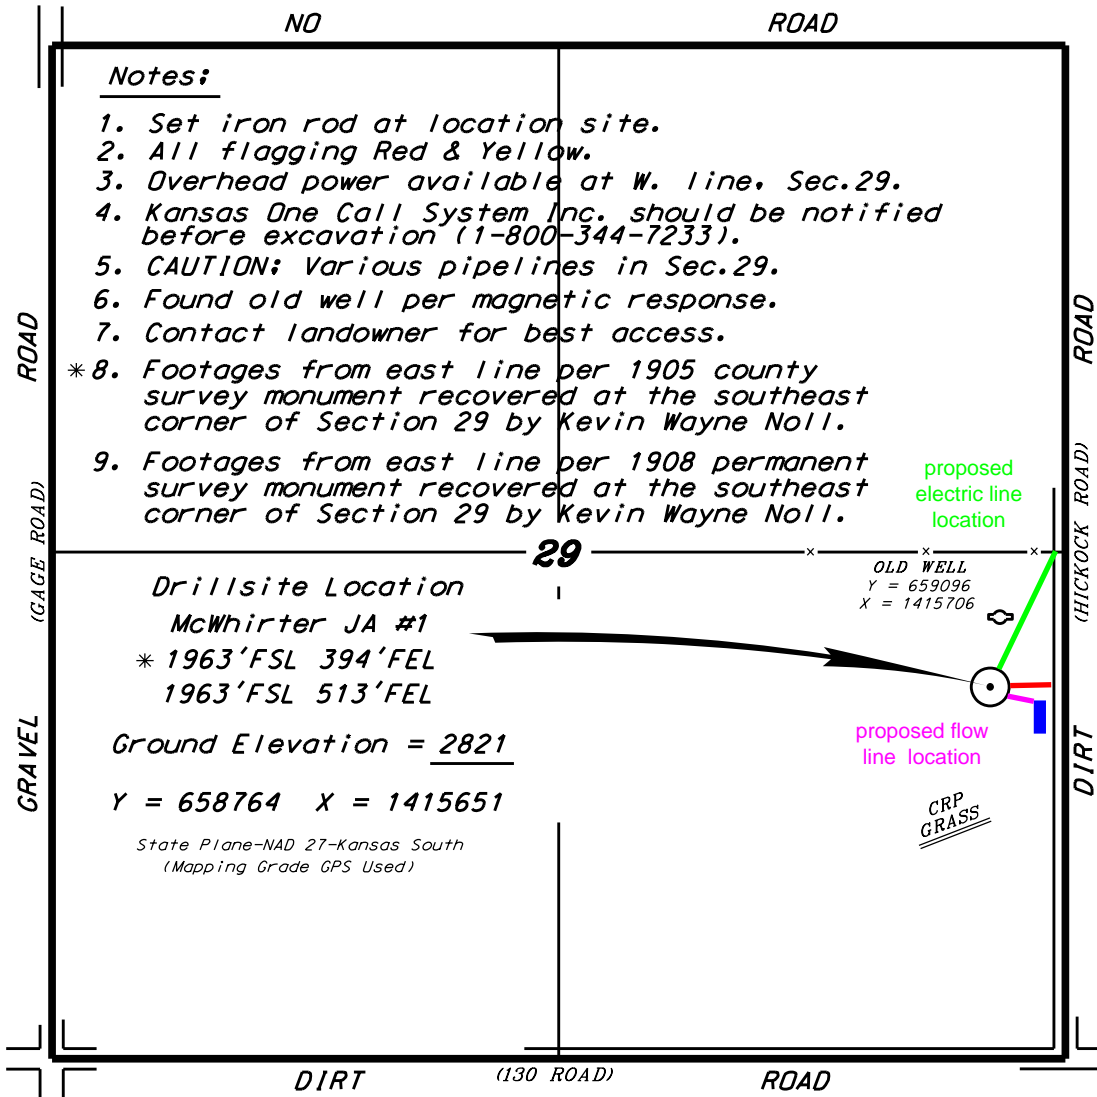 NO ROAD
Notes:
1. Set iron rod at location site.
2. All flagging Red & Yellow.
3. Overhead power available at W. line, Sec.29.
4. Kansas One Call System Inc. should be notified
before excavation (1-800-344-7233).
5. CAUTION: Various pipelines in Sec.29.
6. Found old well per magnetic response.
7. Contact landowner for best access.
*8. Footages from east line per 1905 county
survey monument recovered at the southeast
corner of Section 29 by Kevin Wayne Noll.
9. Footages from east line per 1908 permanent
survey monument recovered at the southeast
corner of Section 29 by Kevin Wayne Noll.
ROAD
(GAGE ROAD)
GRAVEL
ROAD
(HICKOCK ROAD)
DIRT
proposed
electric line
location
29
OLD WELL
Y = 659096
X = 1415706
Drillsite Location
McWhirter JA #1
* 1963'FSL 394'FEL
1963'FSL 513'FEL
Ground Elevation = 2821
Y = 658764 X = 1415651
State Plane-NAD 27-Kansas South
(Mapping Grade GPS Used)
proposed flow
line location
CRP
GRASS
DIRT (130 ROAD) ROAD